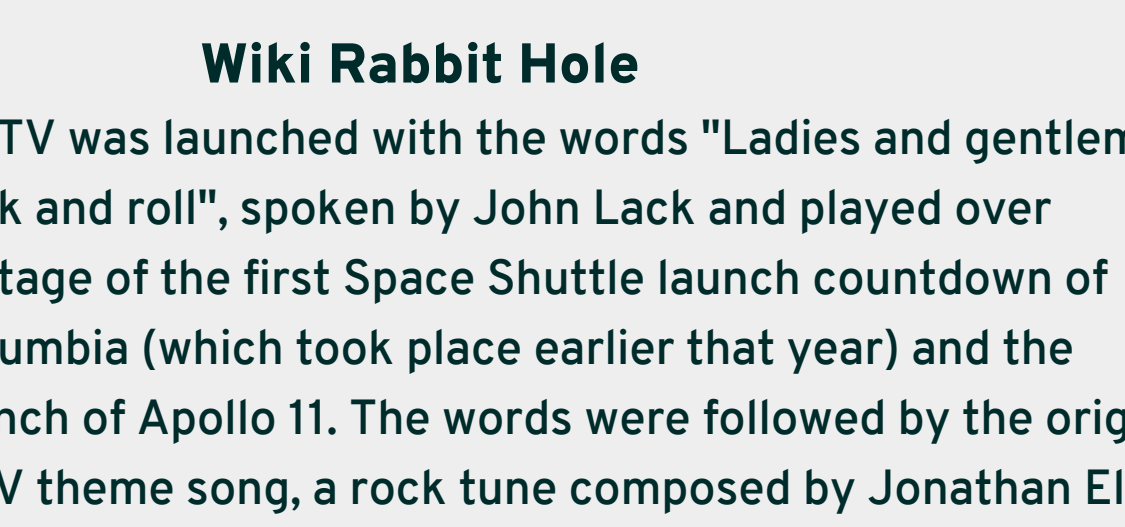 Wiki Rabbit Hole
TV was launched with the words "Ladies and gentlem
k and roll", spoken by John Lack and played over
tage of the first Space Shuttle launch countdown of
umbia (which took place earlier that year) and the
nch of Apollo 11. The words were followed by the orig
V theme song, a rock tune composed by Jonathan El